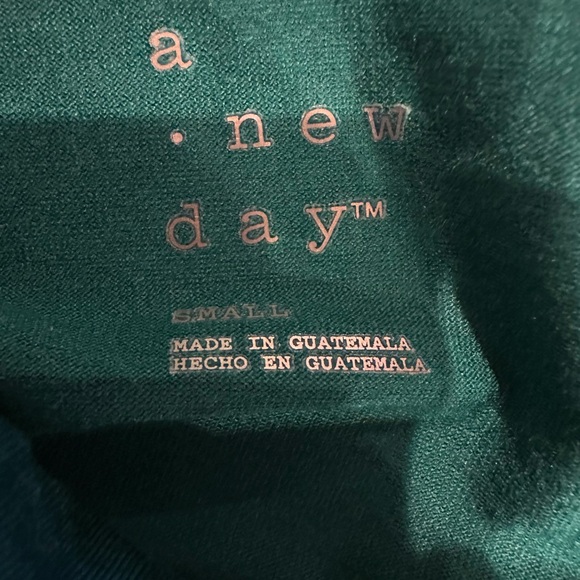 a
· new
day™
SMALL
MADE IN GUATEMALA
HECHO EN GUATEMALA